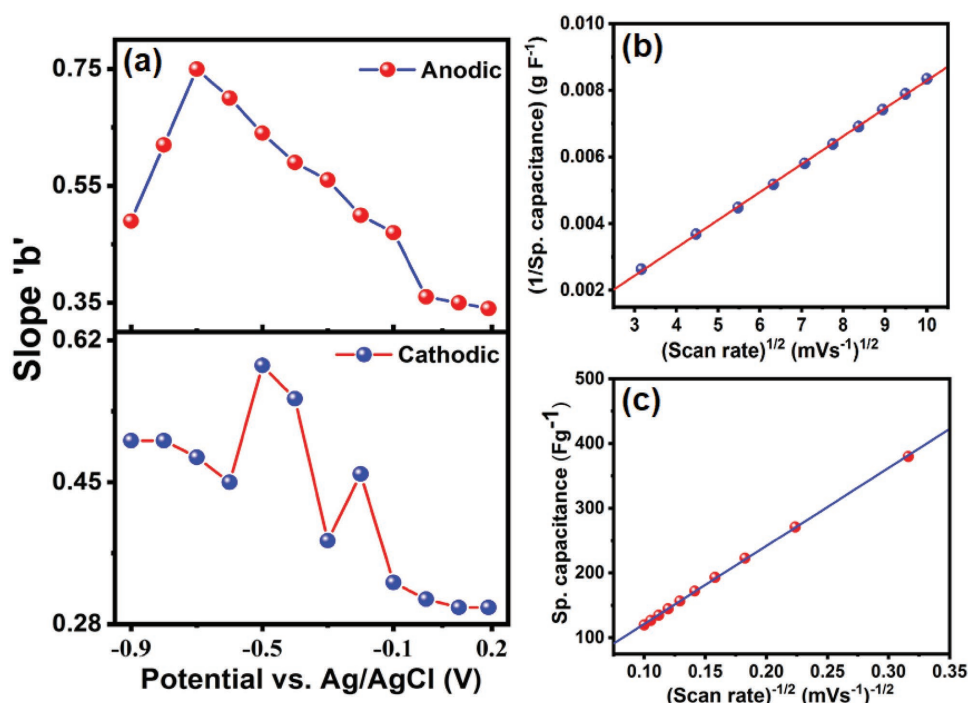 (a)
Anodic
0.75
0.55
0.35
Cathodic
0.62
0.45
0.28
Slope 'b'
-0.9
-0.5
-0.1
0.2
Potential vs. Ag/AgCl (V)
(b)
(1/Sp. capacitance) (g F⁻¹)
0.010
0.008
0.006
0.004
0.002
3 4 5 6 7 8 9 10
(Scan rate)¹/² (mVs⁻¹)¹/²
(c)
Sp. capacitance (Fg⁻¹)
500
400
300
200
100
0.10 0.15 0.20 0.25 0.30 0.35
(Scan rate)⁻¹/² (mVs⁻¹)⁻¹/²